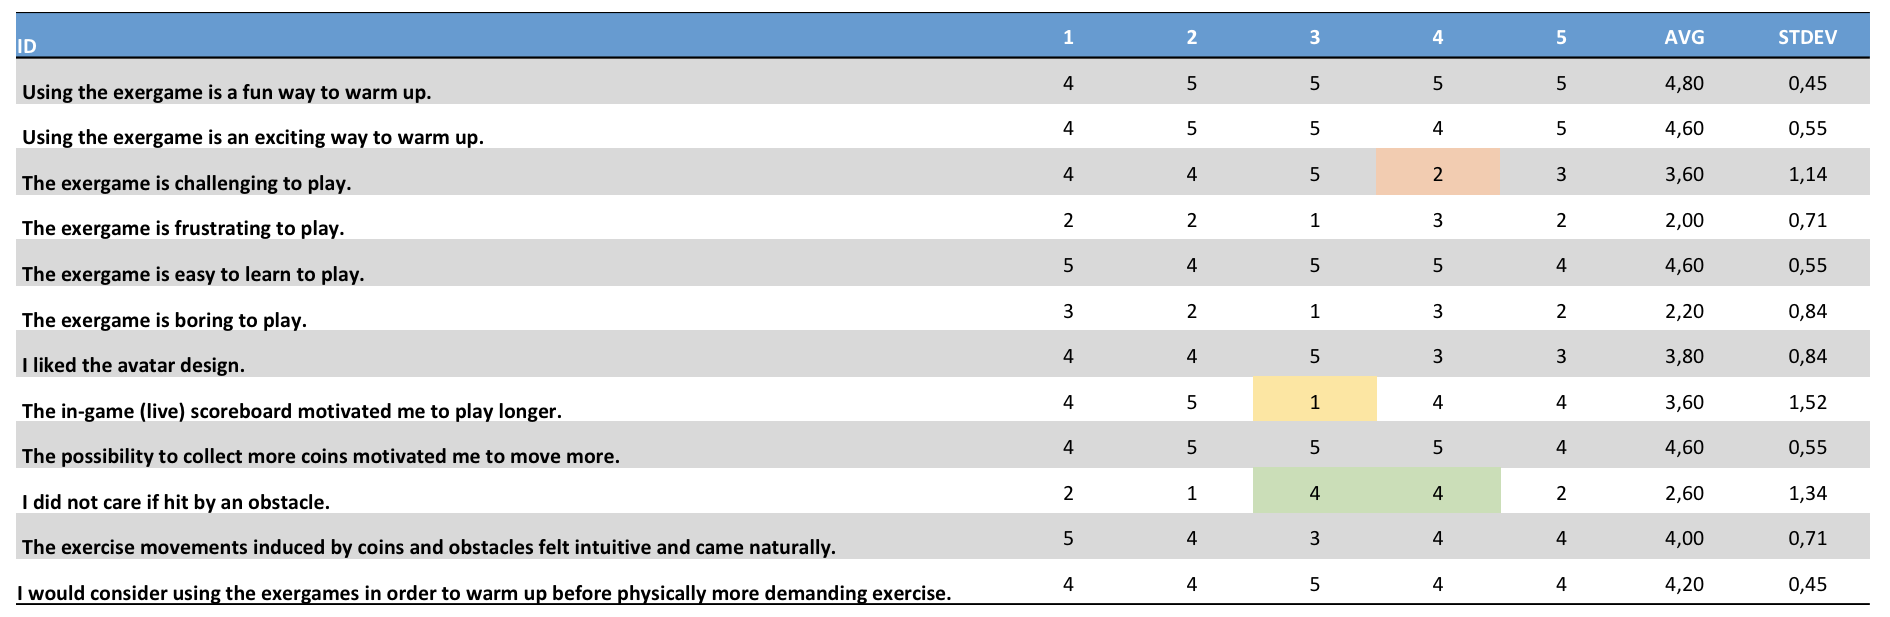 ID 1 2 3 4 5 AVG STDEV
Using the exergame is a fun way to warm up. 4 5 5 5 5 4,80 0,45
Using the exergame is an exciting way to warm up. 4 5 5 4 5 4,60 0,55
The exergame is challenging to play. 4 4 5 2 3 3,60 1,14
The exergame is frustrating to play. 2 2 1 3 2 2,00 0,71
The exergame is easy to learn to play. 5 4 5 5 4 4,60 0,55
The exergame is boring to play. 3 2 1 3 2 2,20 0,84
I liked the avatar design. 4 4 5 3 3 3,80 0,84
The in-game (live) scoreboard motivated me to play longer. 4 5 1 4 4 3,60 1,52
The possibility to collect more coins motivated me to move more. 4 5 5 5 4 4,60 0,55
I did not care if hit by an obstacle. 2 1 4 4 2 2,60 1,34
The exercise movements induced by coins and obstacles felt intuitive and came naturally. 5 4 3 4 4 4,00 0,71
I would consider using the exergames in order to warm up before physically more demanding exercise. 4 4 5 4 4 4,20 0,45